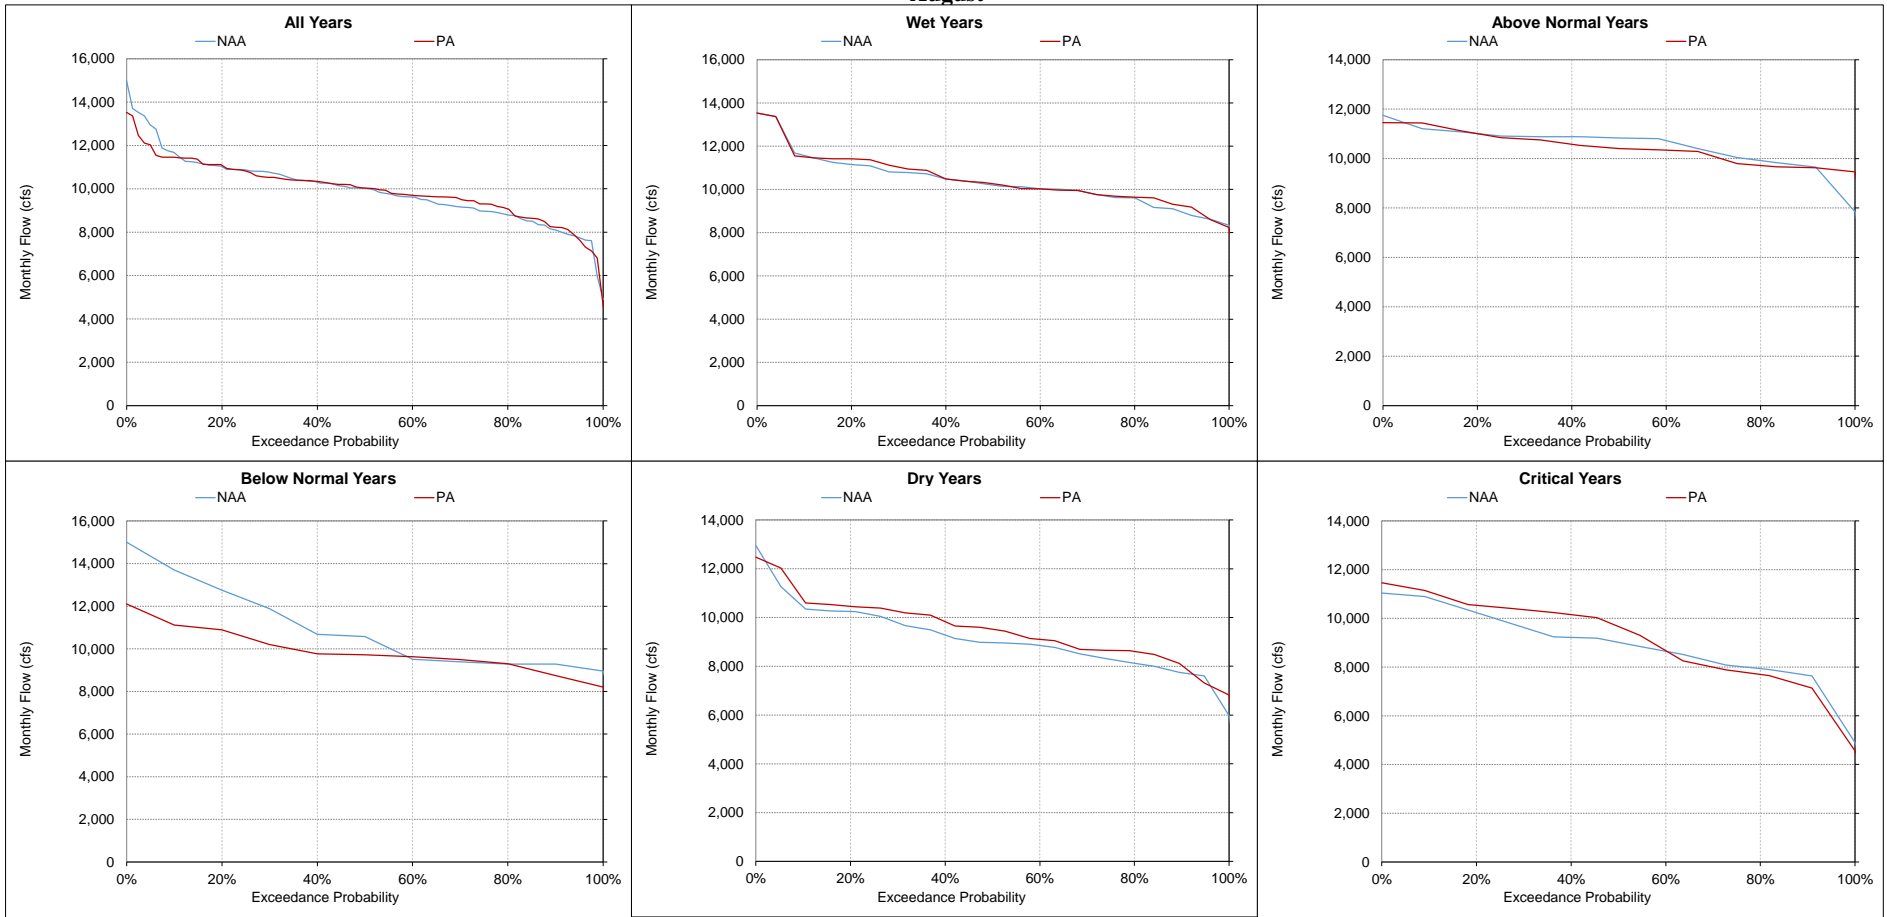 August
All Years
NAA PA
16,000
14,000
12,000
10,000
8,000
6,000
4,000
2,000
0
0% 20% 40% 60% 80% 100%
Monthly Flow (cfs)
Exceedance Probability
Wet Years
NAA PA
16,000
14,000
12,000
10,000
8,000
6,000
4,000
2,000
0
0% 20% 40% 60% 80% 100%
Monthly Flow (cfs)
Exceedance Probability
Above Normal Years
NAA PA
14,000
12,000
10,000
8,000
6,000
4,000
2,000
0
0% 20% 40% 60% 80% 100%
Monthly Flow (cfs)
Exceedance Probability
Below Normal Years
NAA PA
16,000
14,000
12,000
10,000
8,000
6,000
4,000
2,000
0
0% 20% 40% 60% 80% 100%
Monthly Flow (cfs)
Exceedance Probability
Dry Years
NAA PA
14,000
12,000
10,000
8,000
6,000
4,000
2,000
0
0% 20% 40% 60% 80% 100%
Monthly Flow (cfs)
Exceedance Probability
Critical Years
NAA PA
14,000
12,000
10,000
8,000
6,000
4,000
2,000
0
0% 20% 40% 60% 80% 100%
Monthly Flow (cfs)
Exceedance Probability